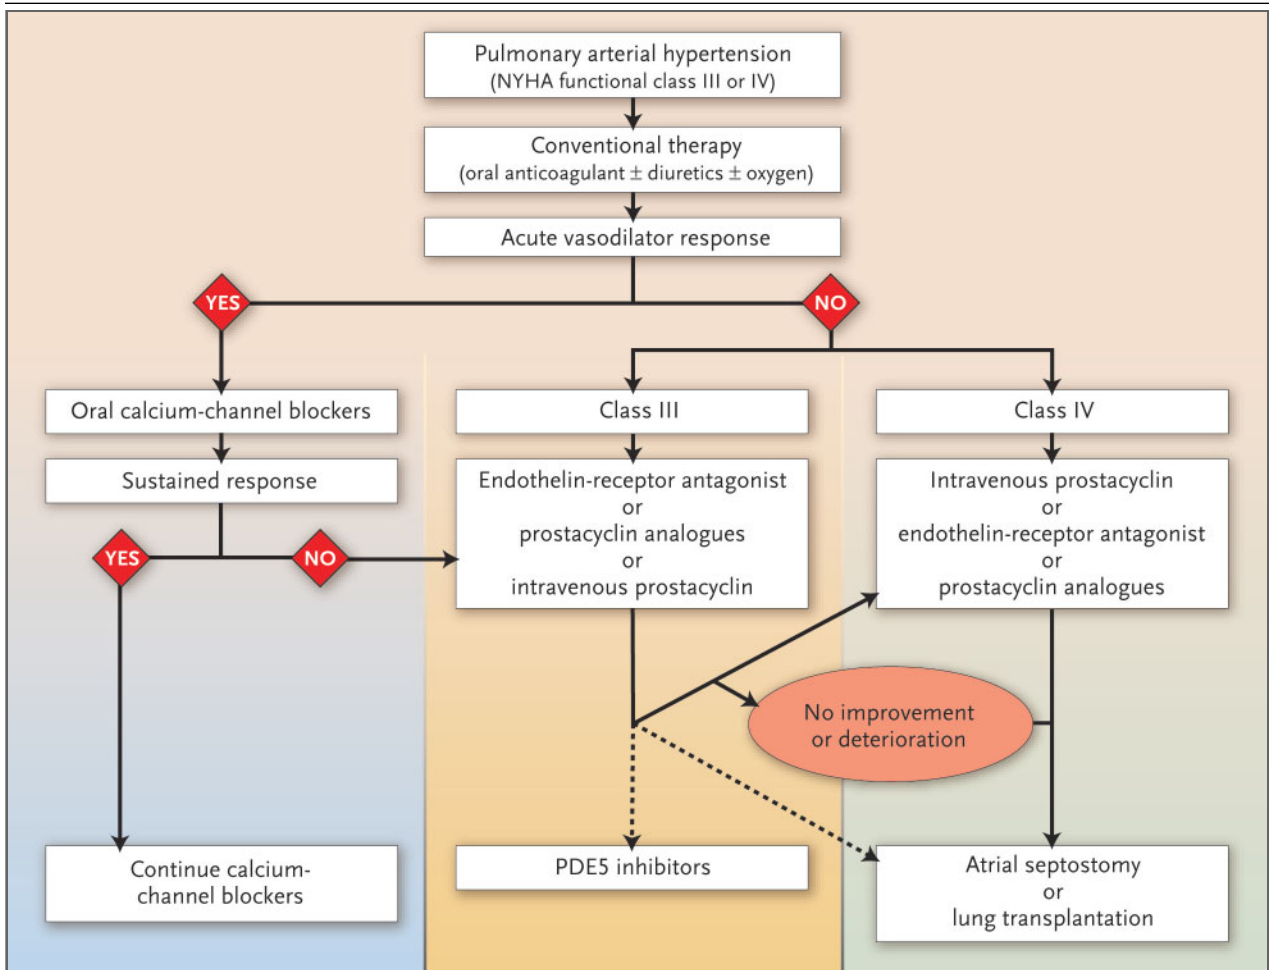 Pulmonary arterial hypertension
(NYHA functional class III or IV)
Conventional therapy
(oral anticoagulant ± diuretics ± oxygen)
Acute vasodilator response
YES
NO
Oral calcium-channel blockers
Class III
Class IV
Sustained response
Endothelin-receptor antagonist
or
prostacyclin analogues
or
intravenous prostacyclin
Intravenous prostacyclin
or
endothelin-receptor antagonist
or
prostacyclin analogues
YES
NO
No improvement
or deterioration
Continue calcium-
channel blockers
PDE5 inhibitors
Atrial septostomy
or
lung transplantation